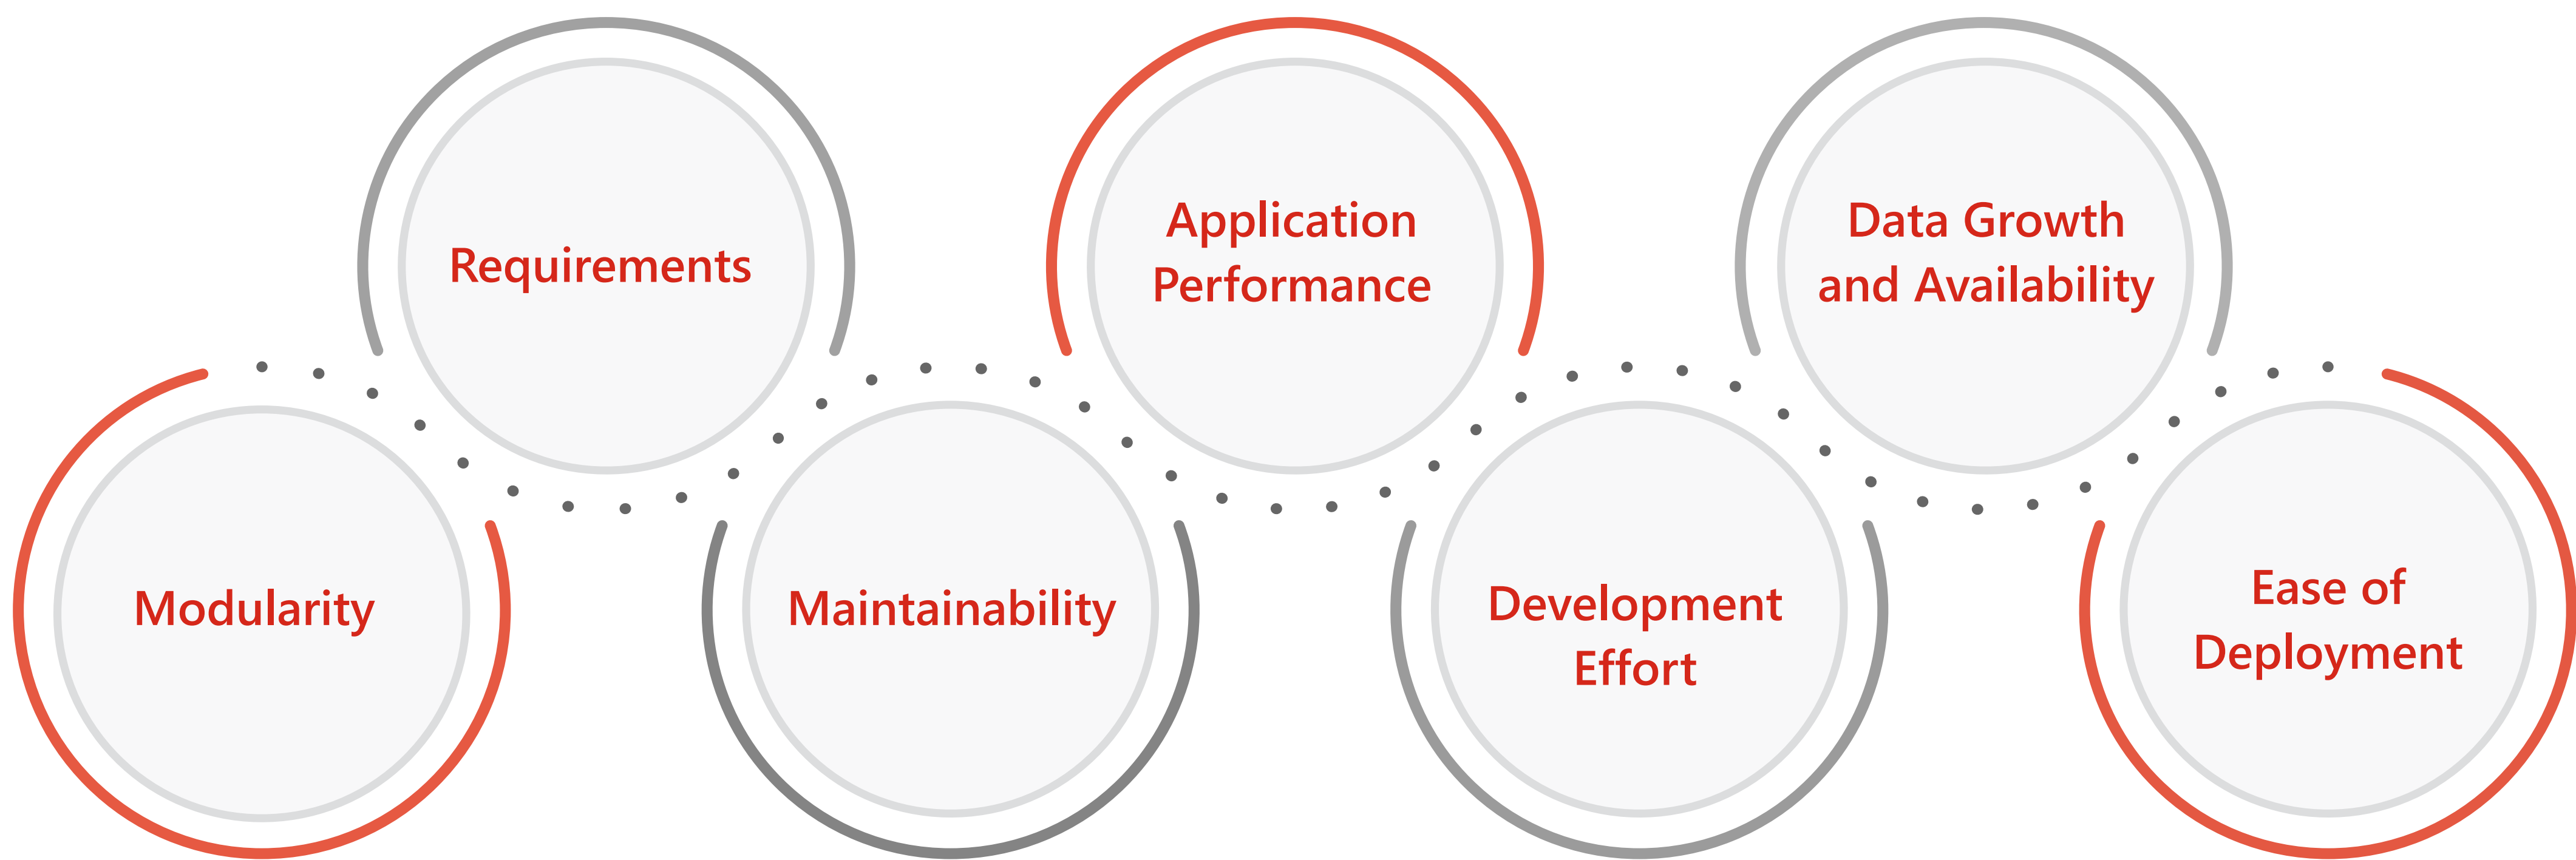 Modularity
Requirements
Maintainability
Application
Performance
Development
Effort
Data Growth
and Availability
Ease of
Deployment